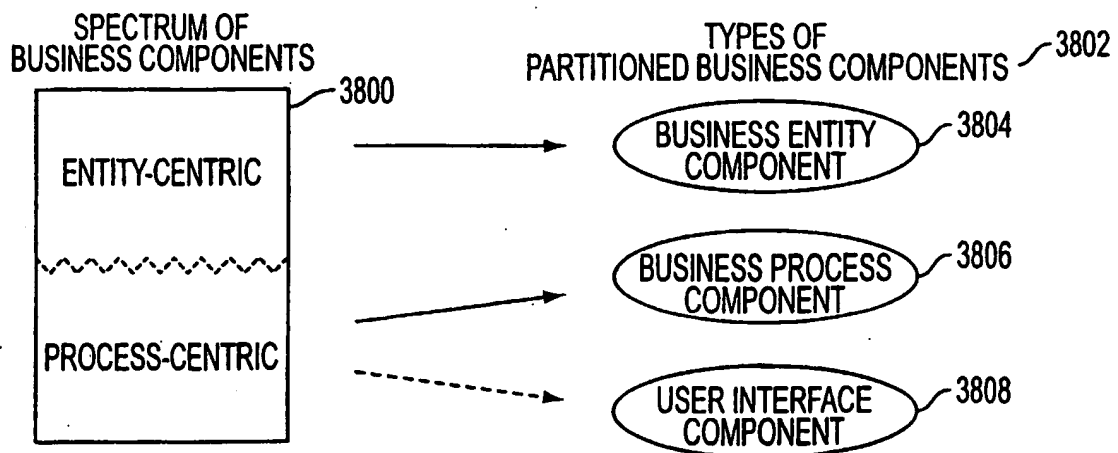 SPECTRUM OF
BUSINESS COMPONENTS
3800
ENTITY-CENTRIC
PROCESS-CENTRIC
TYPES OF
PARTITIONED BUSINESS COMPONENTS
3802
BUSINESS ENTITY
COMPONENT
3804
BUSINESS PROCESS
COMPONENT
3806
USER INTERFACE
COMPONENT
3808